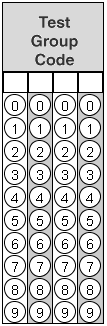 Test
Group
Code
0 0 0 0
1 1 1 1
2 2 2 2
3 3 3 3
4 4 4 4
5 5 5 5
6 6 6 6
7 7 7 7
8 8 8 8
9 9 9 9